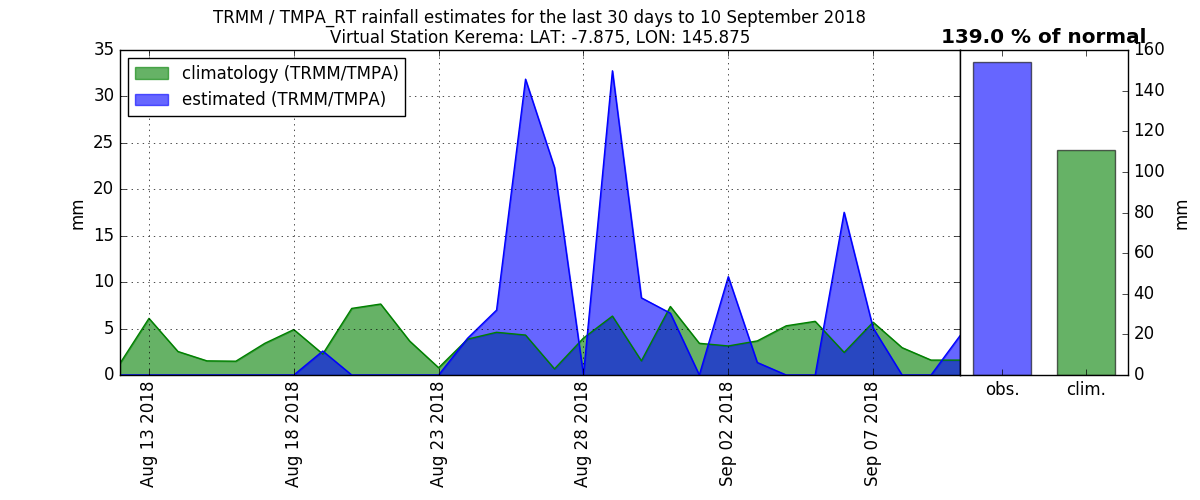 TRMM / TMPA_RT rainfall estimates for the last 30 days to 10 September 2018
Virtual Station Kerema: LAT: -7.875, LON: 145.875
139.0 % of normal
climatology (TRMM/TMPA)
estimated (TRMM/TMPA)
35
30
25
20
15
10
5
0
mm
Aug 13 2018
Aug 18 2018
Aug 23 2018
Aug 28 2018
Sep 02 2018
Sep 07 2018
obs.
clim.
160
140
120
100
80
60
40
20
0
mm